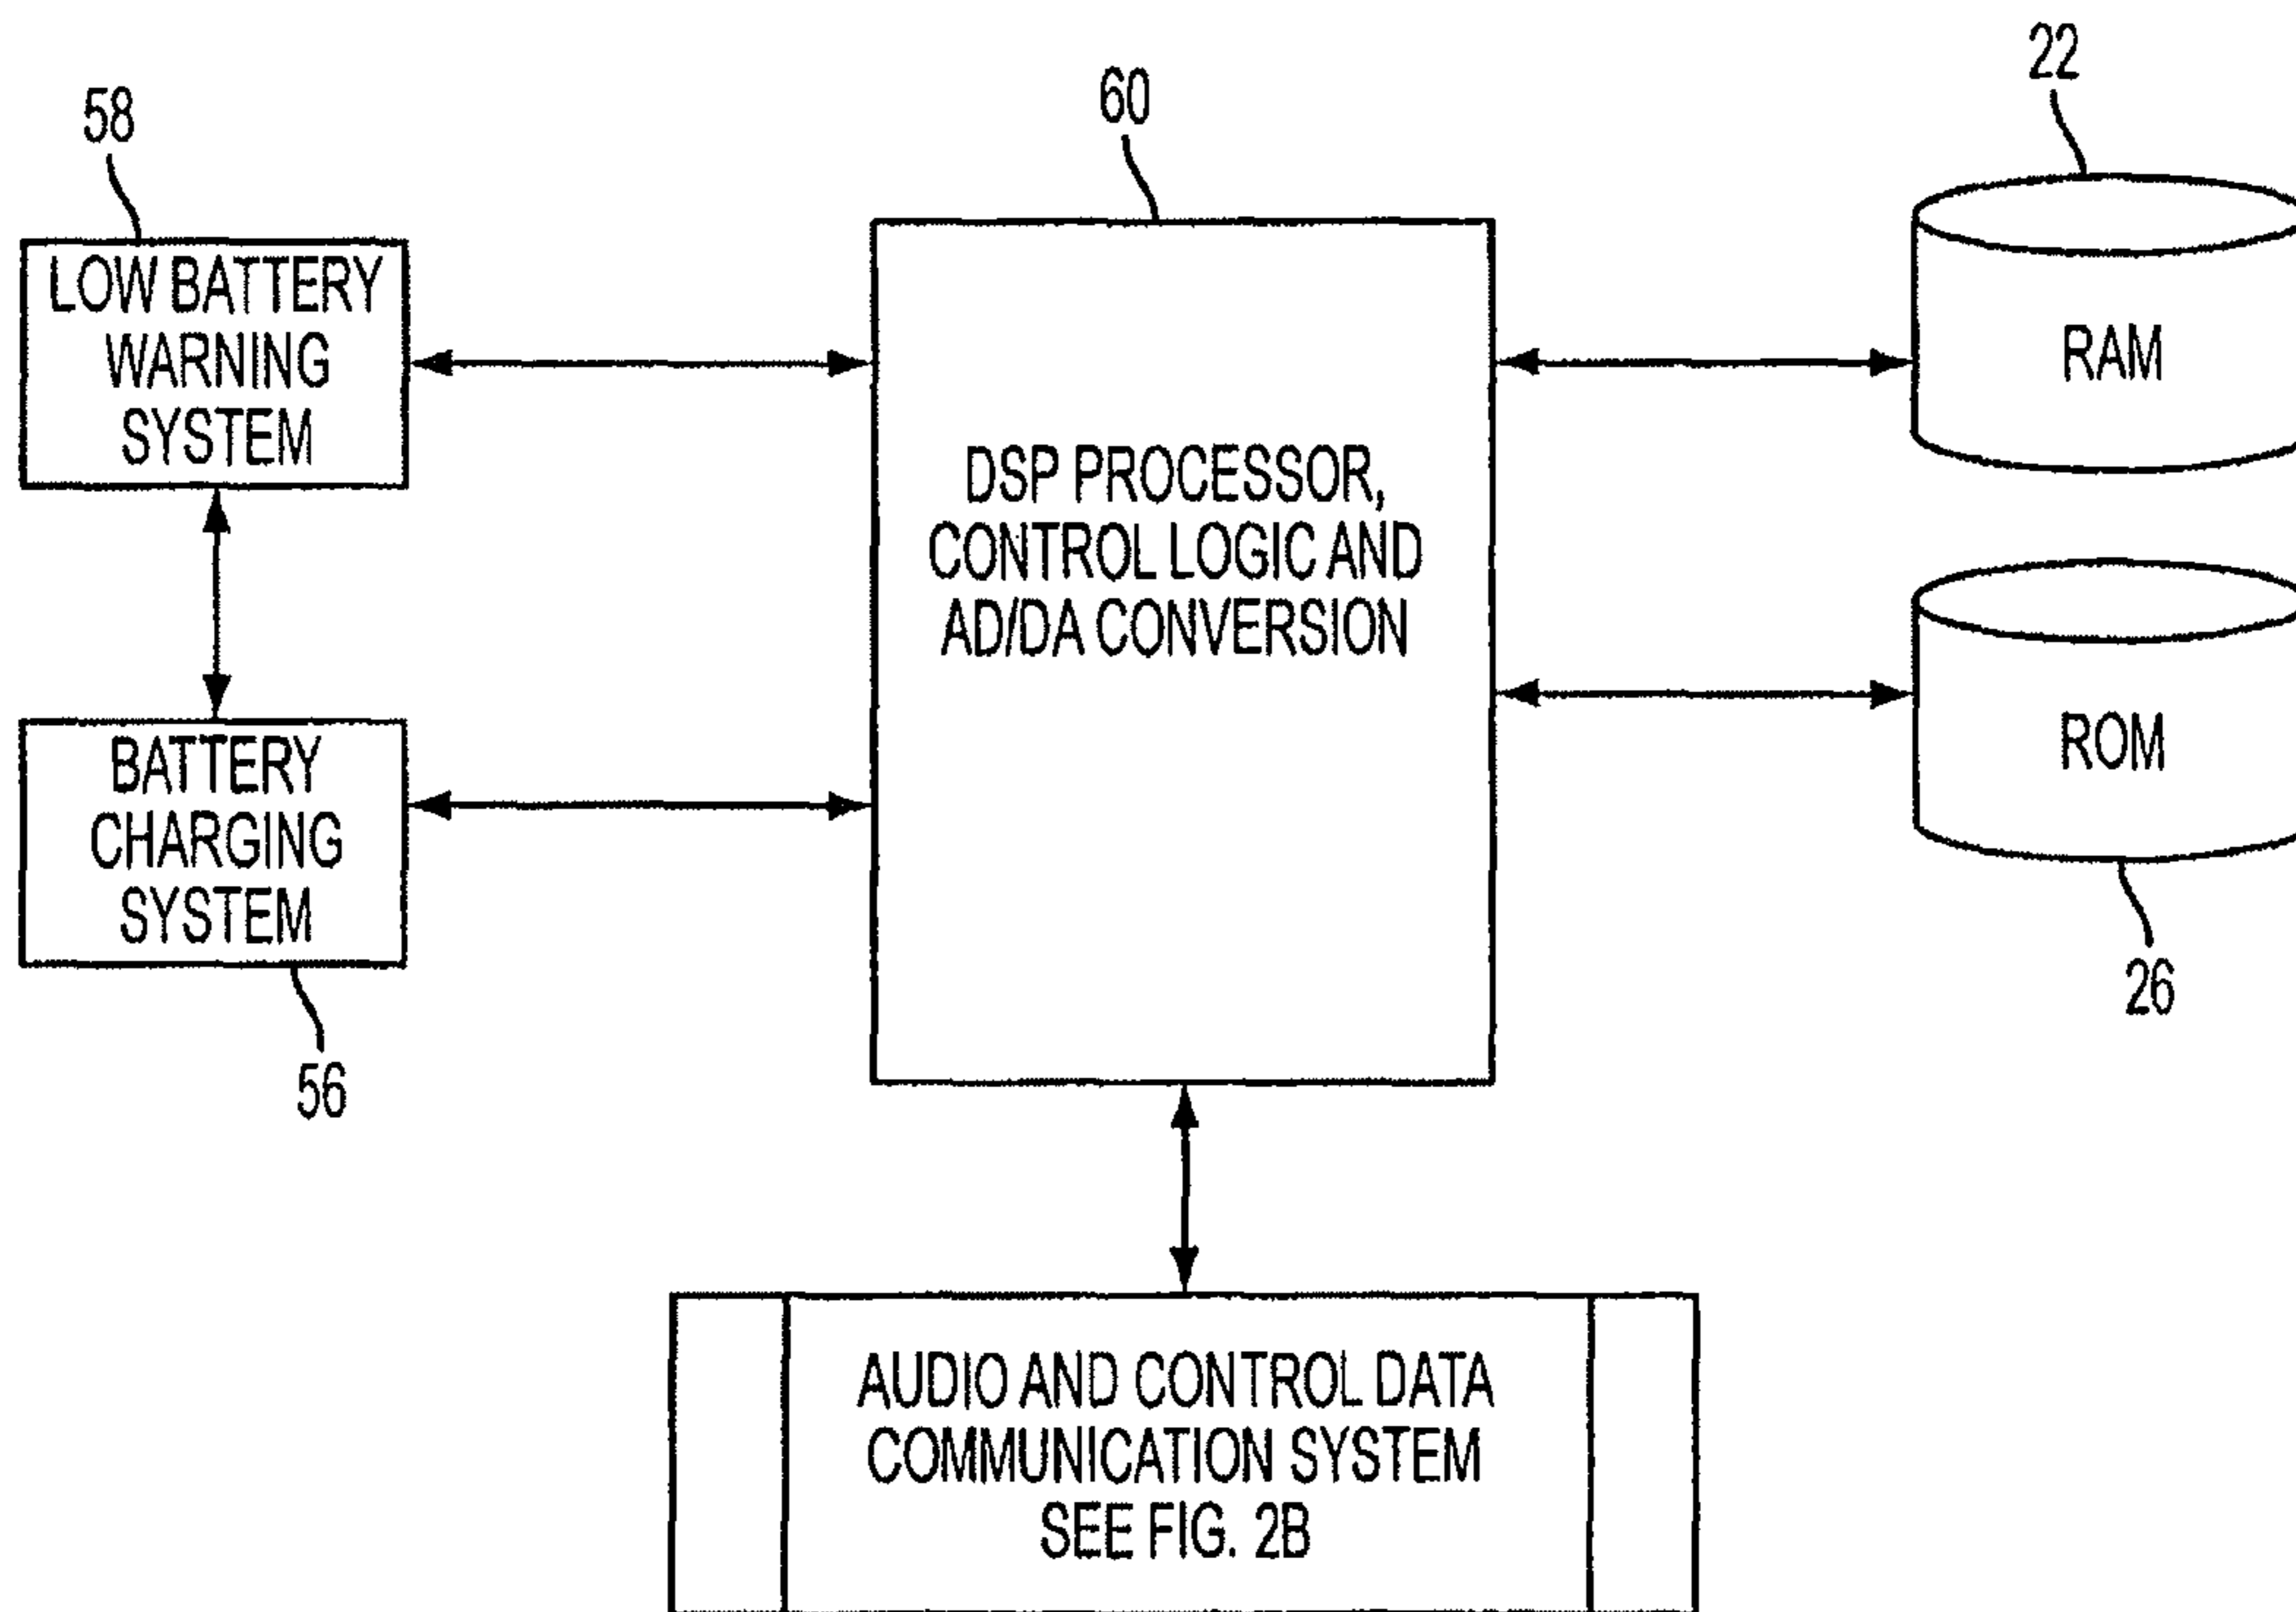 22
60
58
LOW BATTERY
WARNING
SYSTEM
RAM
DSP PROCESSOR,
CONTROL LOGIC AND
AD/DA CONVERSION
ROM
BATTERY
CHARGING
SYSTEM
26
56
AUDIO AND CONTROL DATA
COMMUNICATION SYSTEM
SEE FIG. 2B